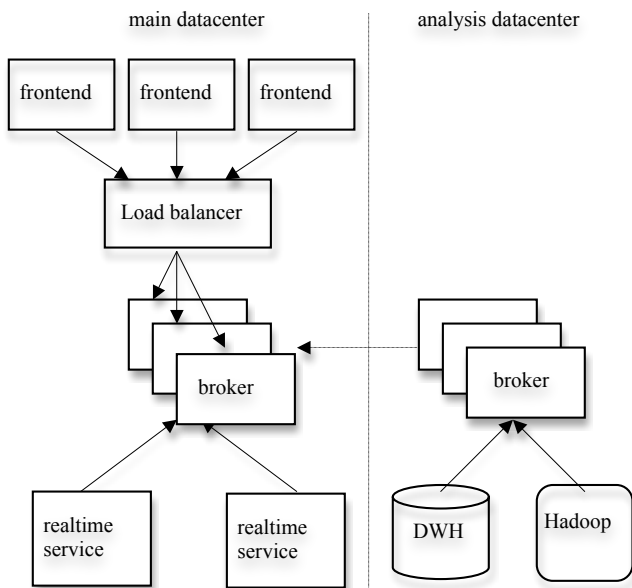 main datacenter
analysis datacenter
frontend
frontend
frontend
Load balancer
broker
broker
realtime
service
realtime
service
DWH
Hadoop